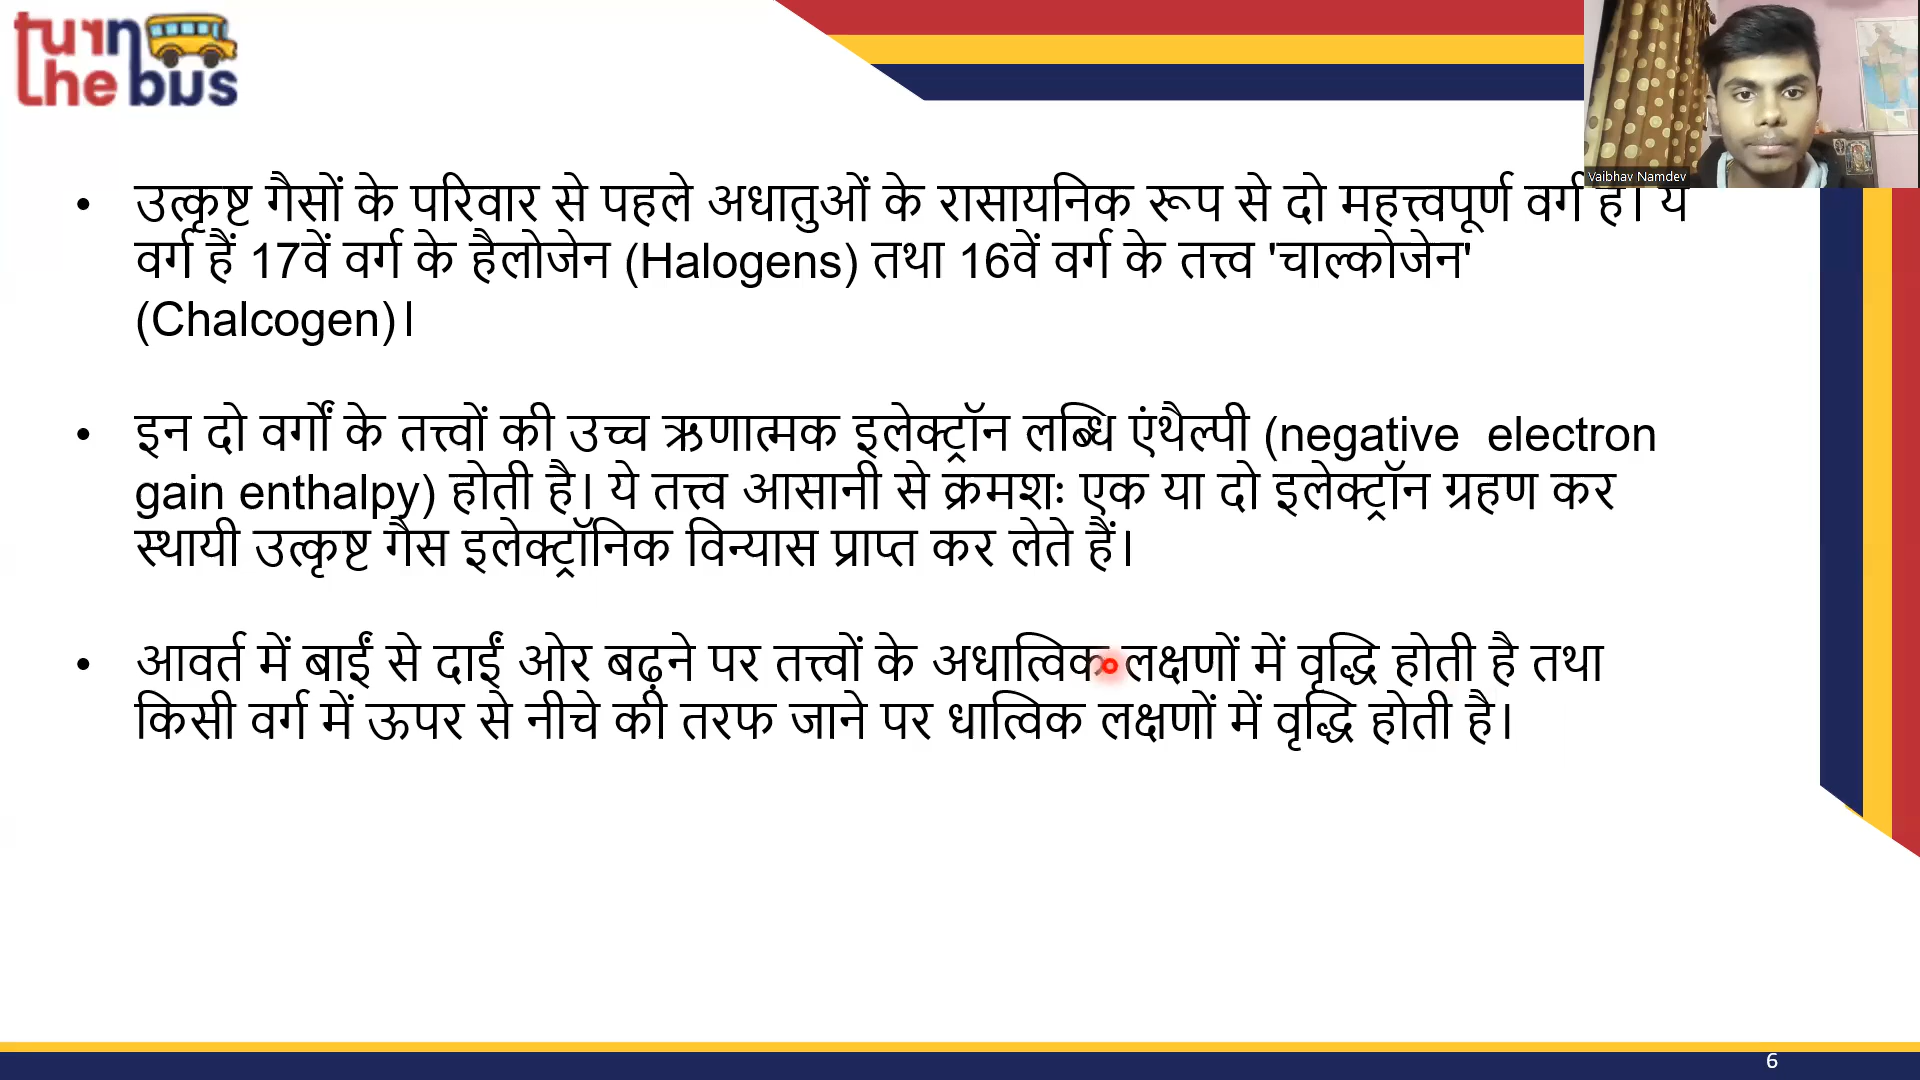 turn
the bus
Vaibhav Namdev
• उत्कृष्ट गैसों के परिवार से पहले अधातुओं के रासायनिक रूप से दो महत्त्वपूर्ण वर्ग हैं। ये
वर्ग हैं 17वें वर्ग के हैलोजेन (Halogens) तथा 16वें वर्ग के तत्त्व 'चाल्कोजेन'
(Chalcogen)।
• इन दो वर्गों के तत्त्वों की उच्च ऋणात्मक इलेक्ट्रॉन लब्धि एंथैल्पी (negative electron
gain enthalpy) होती है। ये तत्त्व आसानी से क्रमशः एक या दो इलेक्ट्रॉन ग्रहण कर
स्थायी उत्कृष्ट गैस इलेक्ट्रॉनिक विन्यास प्राप्त कर लेते हैं।
• आवर्त में बाईं से दाईं ओर बढ़ने पर तत्त्वों के अधात्विक लक्षणों में वृद्धि होती है तथा
किसी वर्ग में ऊपर से नीचे की तरफ जाने पर धात्विक लक्षणों में वृद्धि होती है।
6